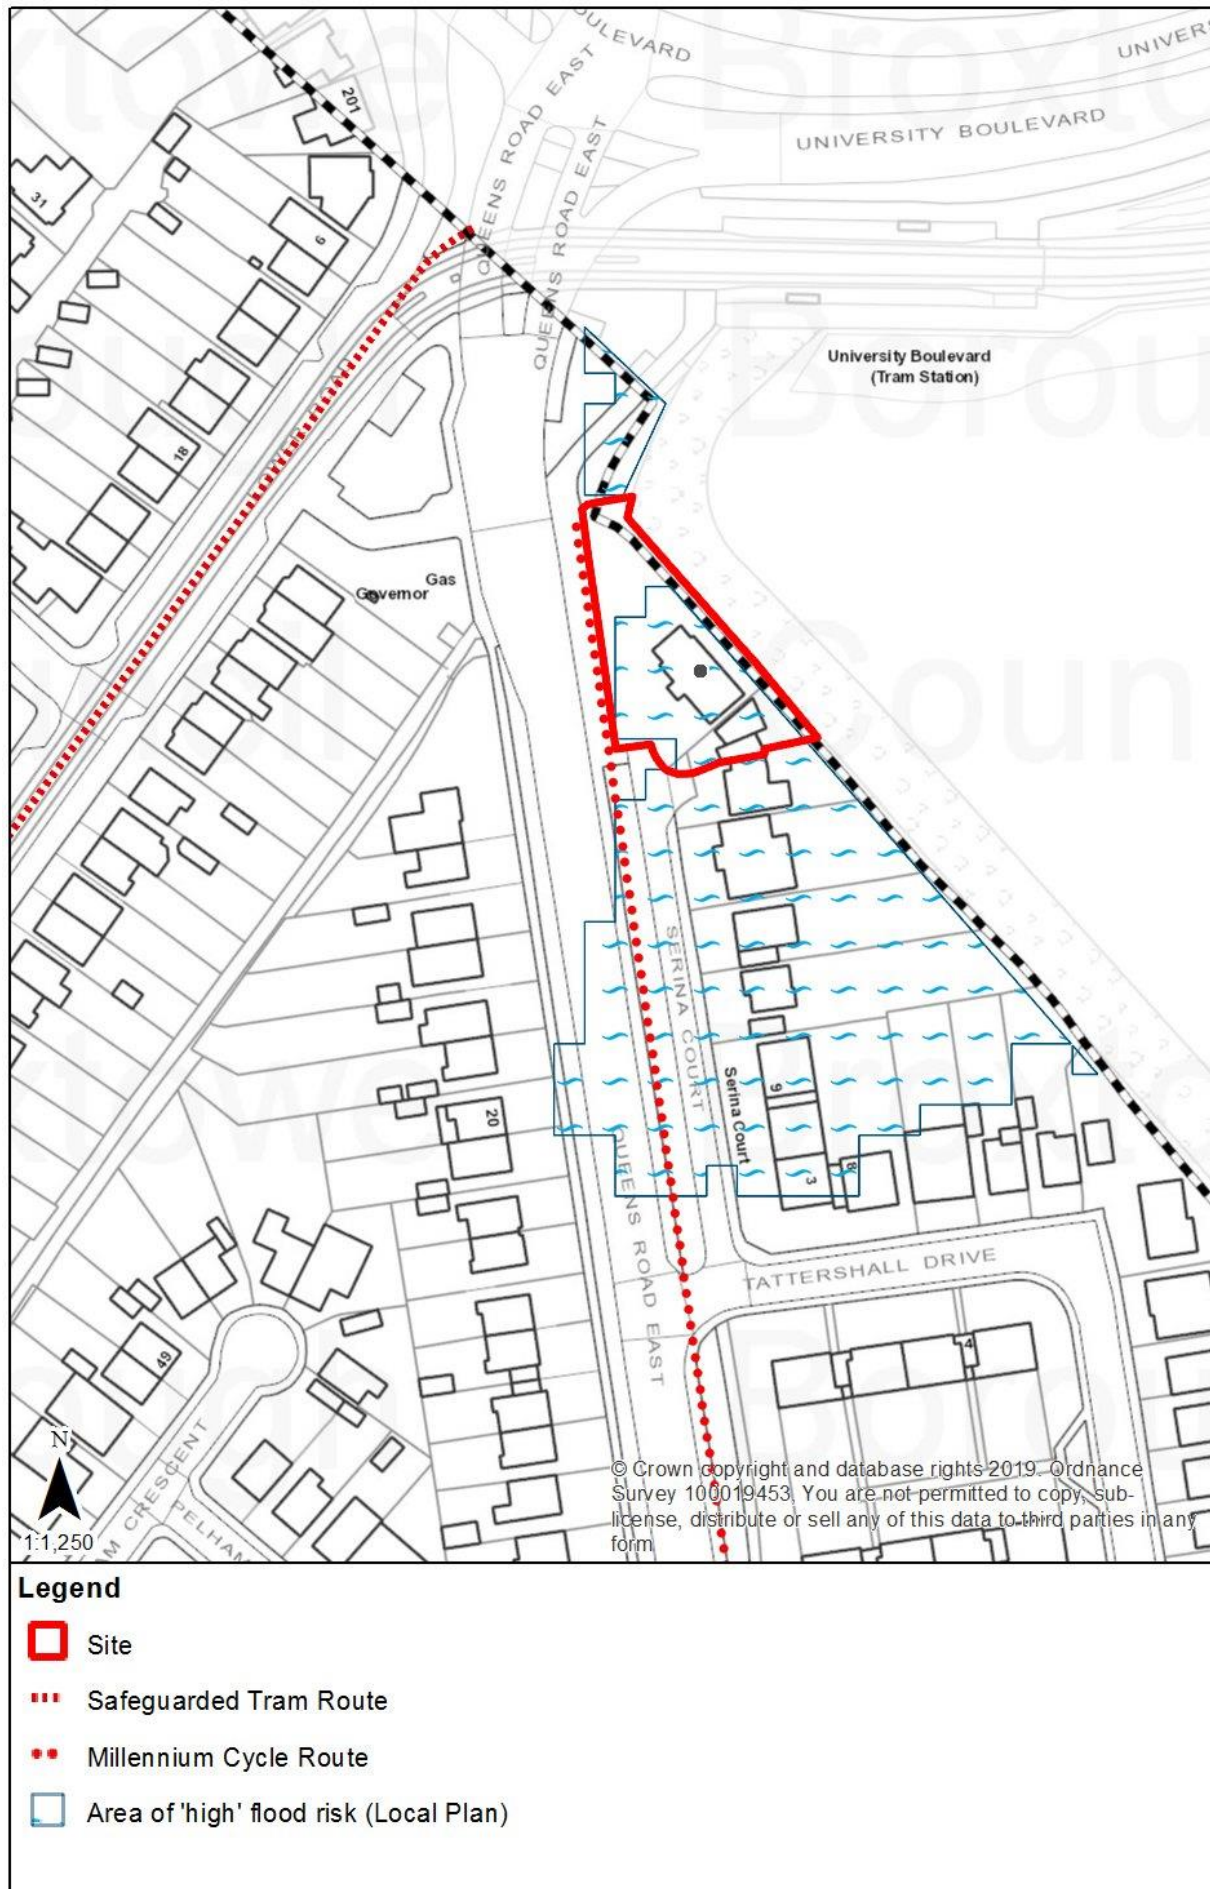 OULEVARD
UNIVERS
QUEENS ROAD EAST
QUEENS ROAD EAST
UNIVERSITY BOULEVARD
201
31
6
18
University Boulevard
(Tram Station)
Gas
Governor
SERINA COURT
Serina Court
9
3
8
20
QUEENS ROAD EAST
TATTERSHALL DRIVE
4
49
AM CRESCENT
PELHAM
N
1:1,250
© Crown copyright and database rights 2019. Ordnance
Survey 100019453. You are not permitted to copy, sub-
license, distribute or sell any of this data to third parties in any
form.
Legend
Site
Safeguarded Tram Route
Millennium Cycle Route
Area of 'high' flood risk (Local Plan)